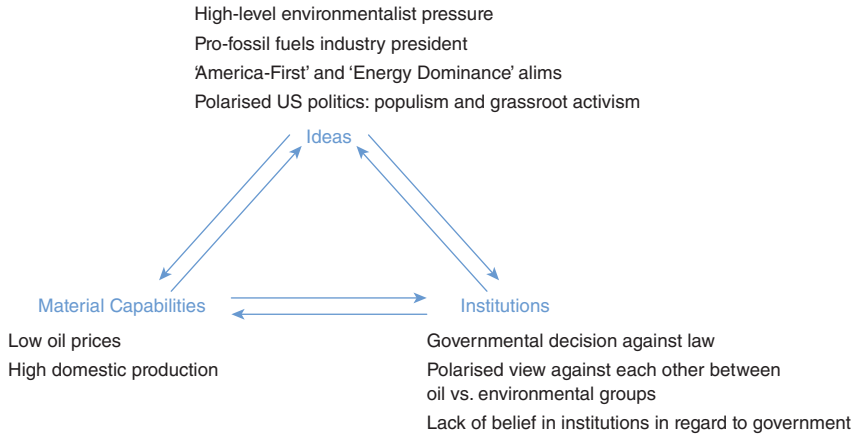 High-level environmentalist pressure
Pro-fossil fuels industry president
‘America-First’ and ‘Energy Dominance’ alims
Polarised US politics: populism and grassroot activism
Ideas
Material Capabilities
Institutions
Low oil prices
High domestic production
Governmental decision against law
Polarised view against each other between
oil vs. environmental groups
Lack of belief in institutions in regard to government